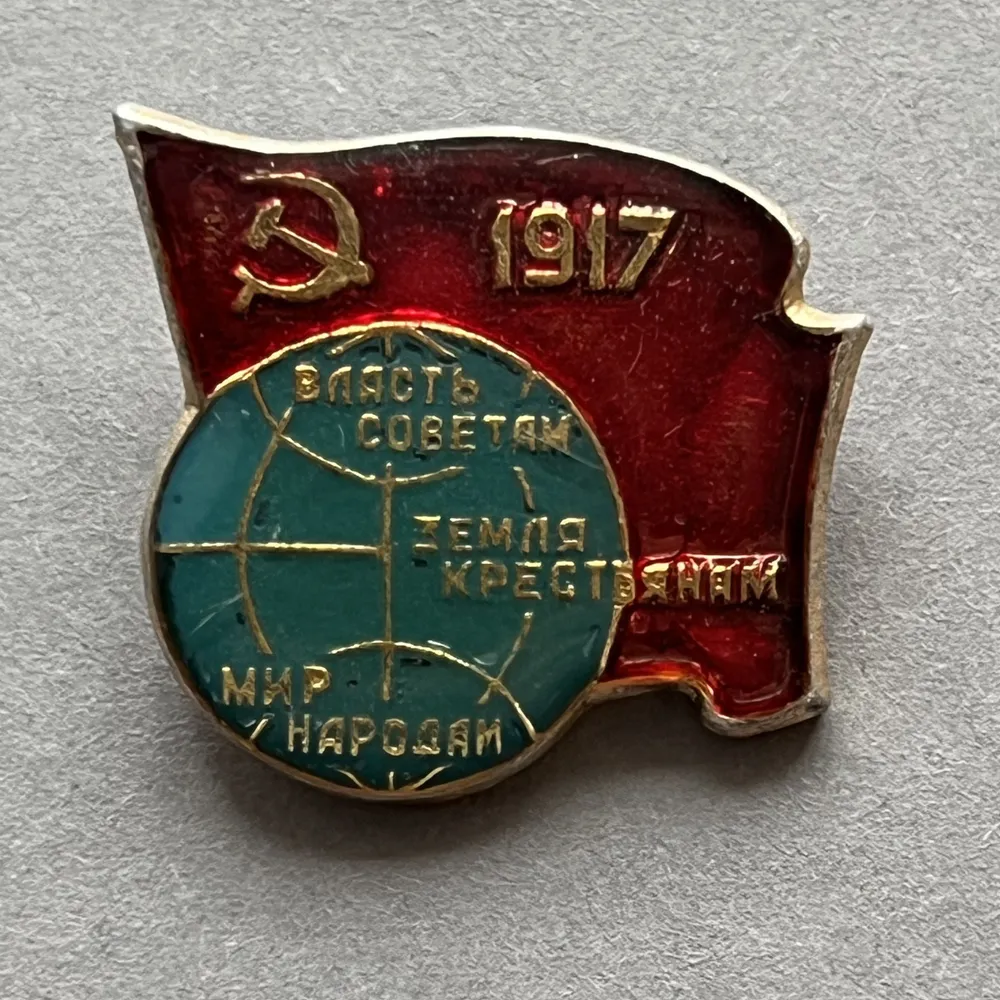 1917
ВЛАСТЬ
СОВЕТАМ
ЗЕМЛЯ
КРЕСТЬЯНАМ
МИР
НАРОДАМ